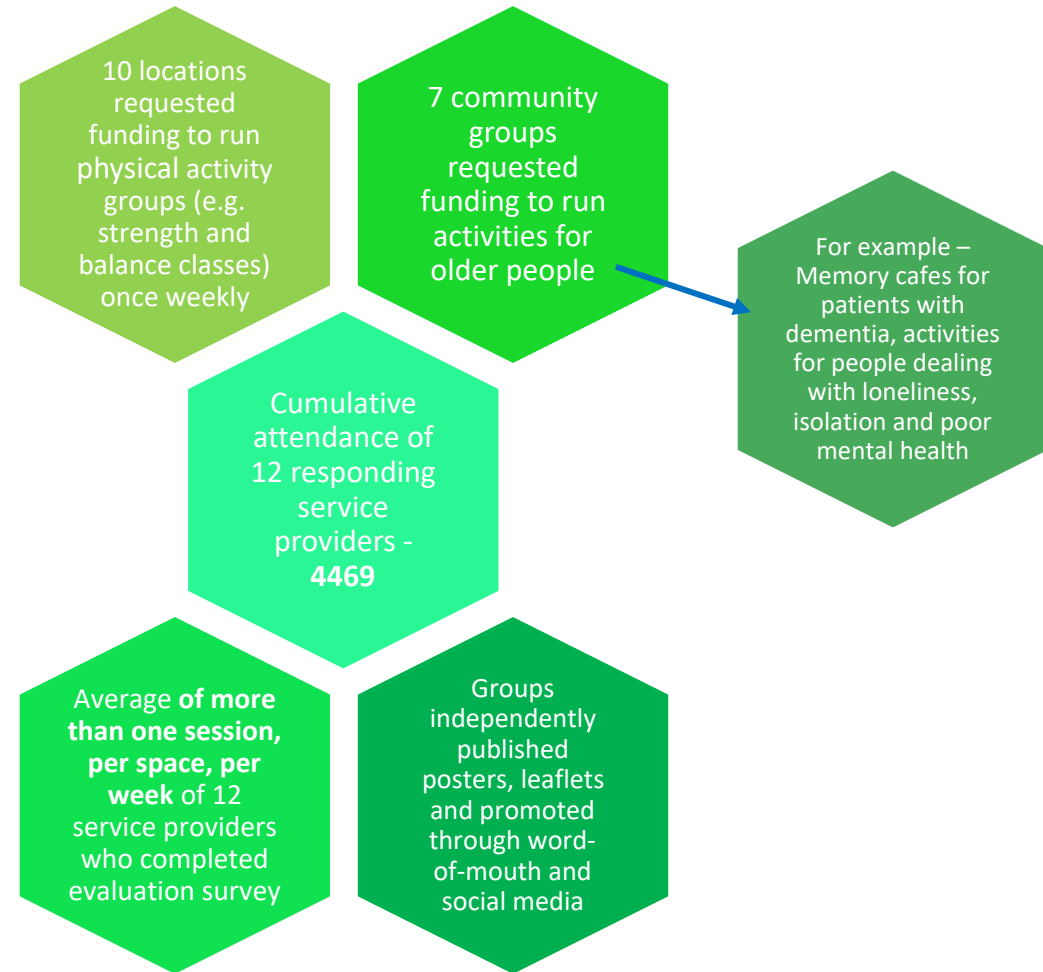 10 locations
requested
funding to run
physical activity
groups (e.g.
strength and
balance classes)
once weekly
7 community
groups
requested
funding to run
activities for
older people
For example –
Memory cafes for
patients with
dementia, activities
for people dealing
with loneliness,
isolation and poor
mental health
Cumulative
attendance of
12 responding
service
providers -
4469
Average of more
than one session,
per space, per
week of 12
service providers
who completed
evaluation survey
Groups
independently
published
posters, leaflets
and promoted
through word-
of-mouth and
social media